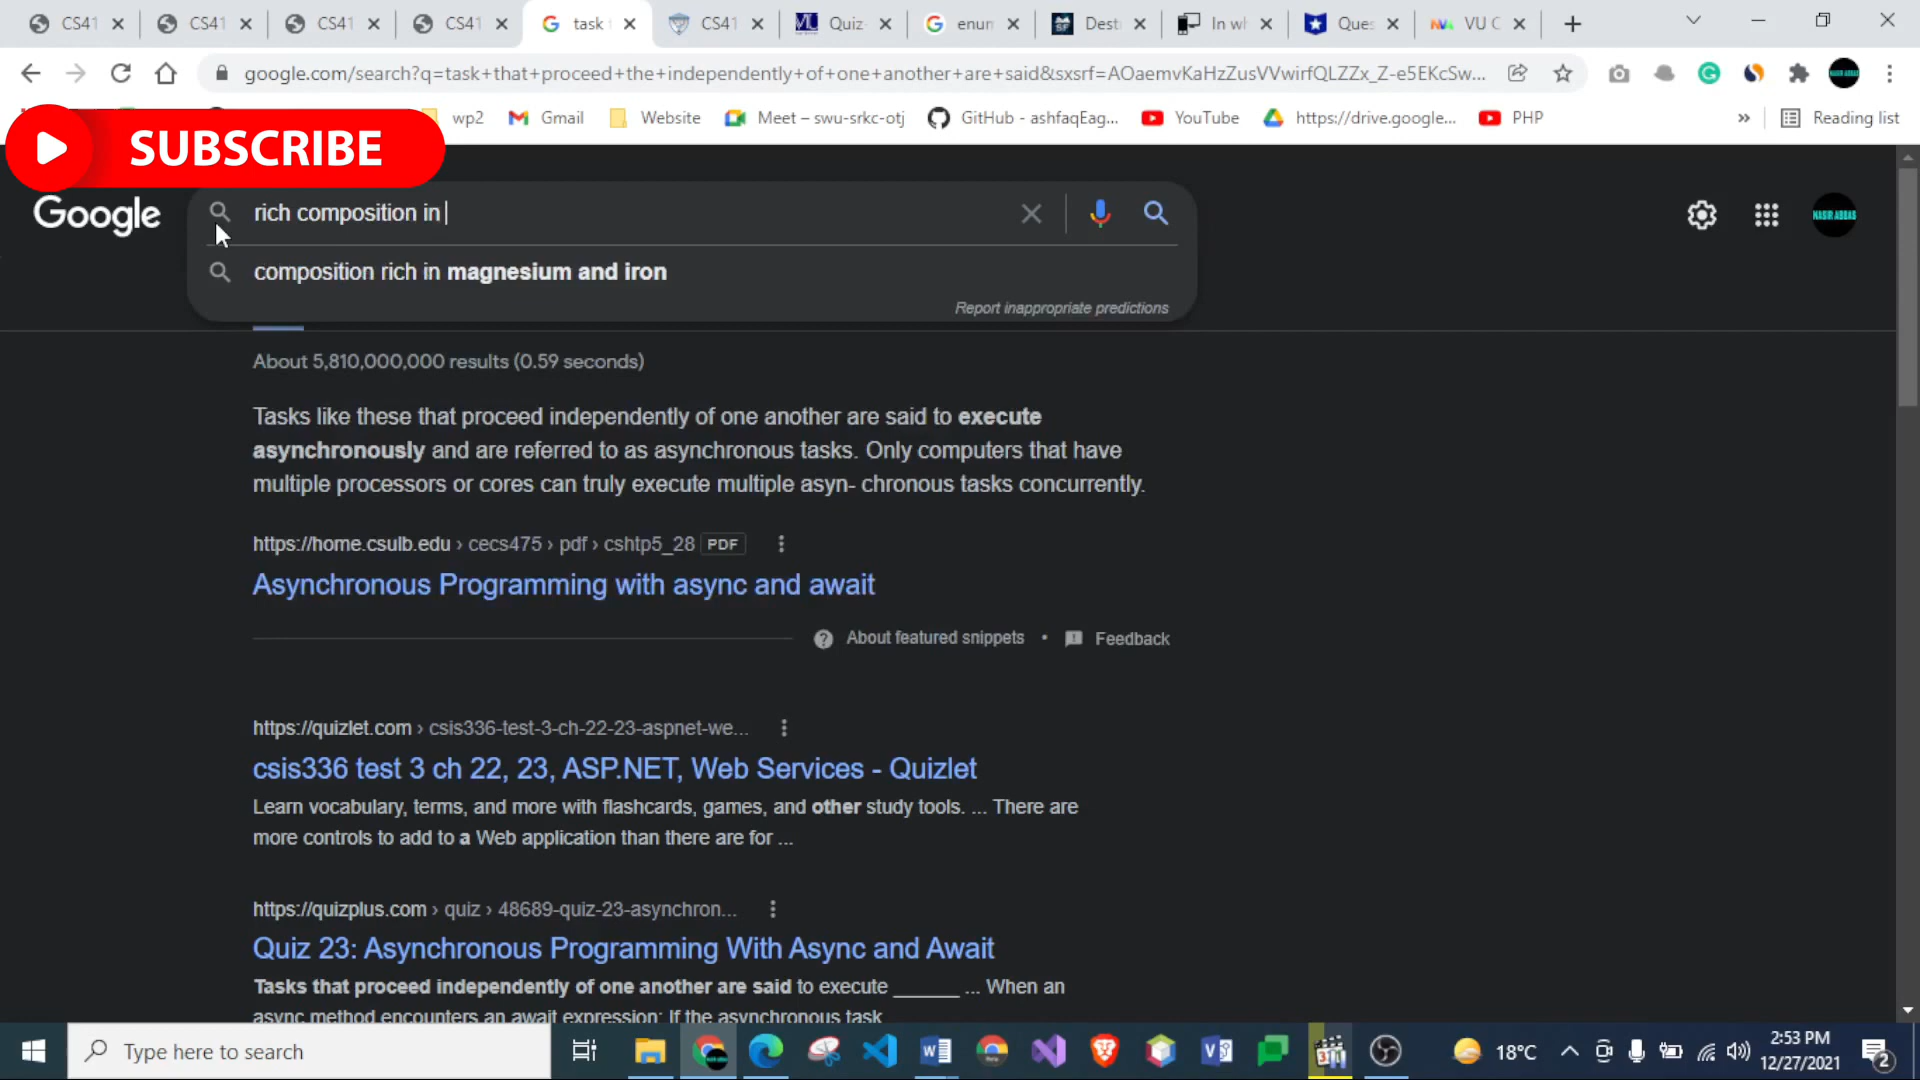 CS41 CS41 CS41 CS41 task CS41 Quiz- enun Dest In wh Ques VU C
google.com/search?q=task+that+proceed+the+independently+of+one+another+are+said&sxsrf=AOaemvKaHzZusVVwirfQLZZx_Z-e5EKcSw...
wp2 Gmail Website Meet – swu-srkc-otj GitHub - ashfaqEag... YouTube https://drive.google... PHP » Reading list
SUBSCRIBE
Google rich composition in NASIR ABBAS
composition rich in magnesium and iron
Report inappropriate predictions
About 5,810,000,000 results (0.59 seconds)
Tasks like these that proceed independently of one another are said to execute
asynchronously and are referred to as asynchronous tasks. Only computers that have
multiple processors or cores can truly execute multiple asyn- chronous tasks concurrently.
https://home.csulb.edu › cecs475 › pdf › cshtp5_28 PDF
Asynchronous Programming with async and await
About featured snippets • Feedback
https://quizlet.com › csis336-test-3-ch-22-23-aspnet-we...
csis336 test 3 ch 22, 23, ASP.NET, Web Services - Quizlet
Learn vocabulary, terms, and more with flashcards, games, and other study tools. ... There are
more controls to add to a Web application than there are for ...
https://quizplus.com › quiz › 48689-quiz-23-asynchron...
Quiz 23: Asynchronous Programming With Async and Await
Tasks that proceed independently of one another are said to execute ______ ... When an
async method encounters an await expression: If the asynchronous task
Type here to search 18°C 2:53 PM
12/27/2021 2